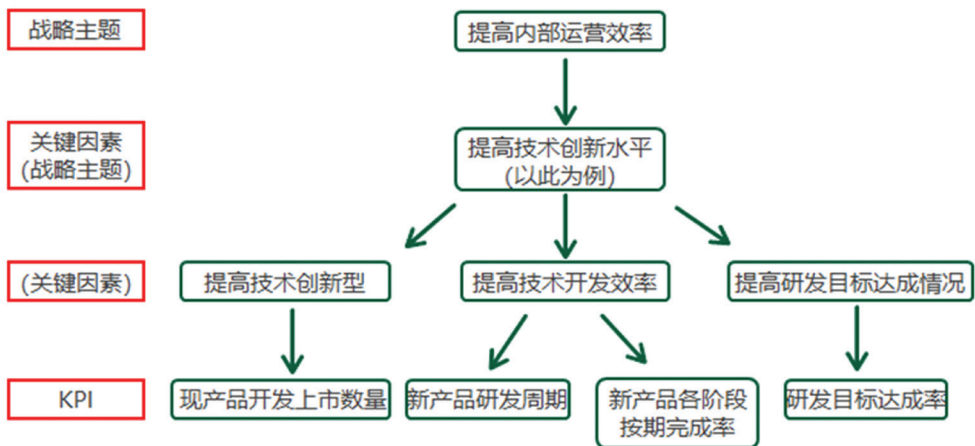 战略主题
提高内部运营效率
关键因素
(战略主题)
提高技术创新水平
(以此为例)
(关键因素)
提高技术创新型
提高技术开发效率
提高研发目标达成情况
KPI
现产品开发上市数量
新产品研发周期
新产品各阶段
按期完成率
研发目标达成率